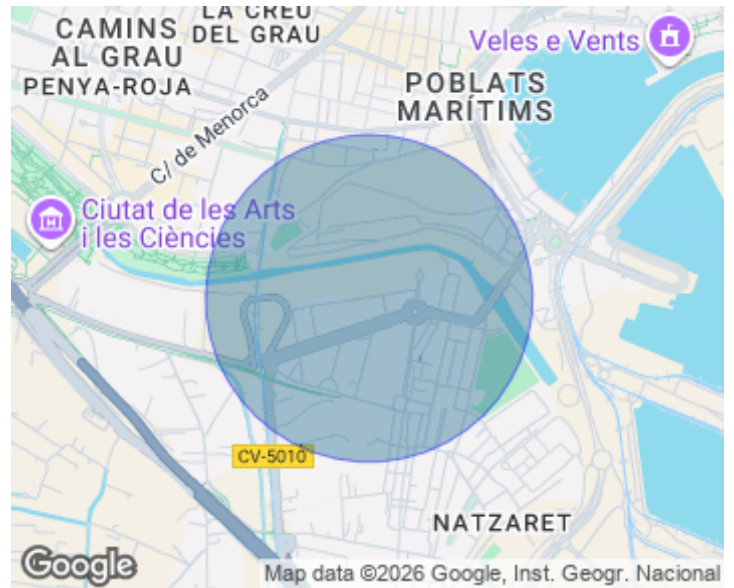 CAMINS
AL GRAU
PENYA-ROJA
LA CREU
DEL GRAU
Veles e Vents
POBLATS
MARÍTIMS
C/ de Menorca
Ciutat de les Arts
i les Ciències
CV-5010
NATZARET
Google
Map data ©2026 Google, Inst. Geogr. Nacional